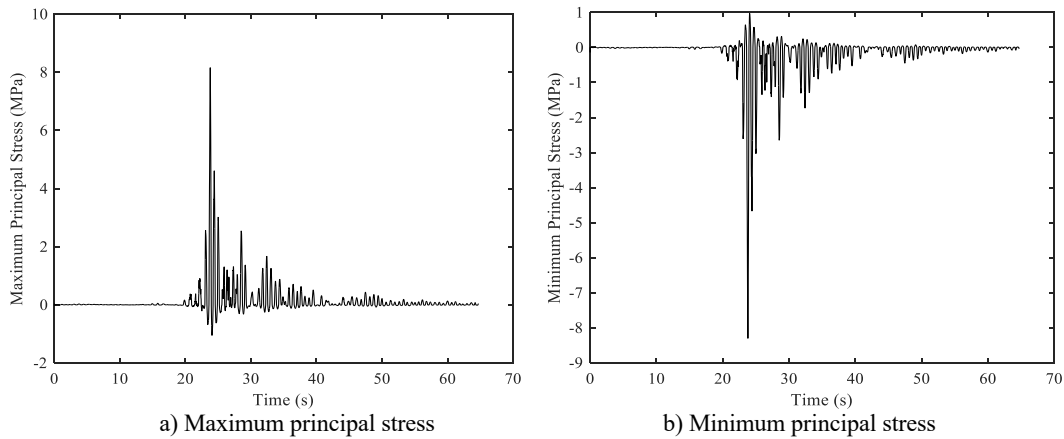 10
8
6
4
2
0
-2
Maximum Principal Stress (MPa)
0 10 20 30 40 50 60 70
Time (s)
a) Maximum principal stress
1
0
-1
-2
-3
-4
-5
-6
-7
-8
-9
Minimum Principal Stress (MPa)
0 10 20 30 40 50 60 70
Time (s)
b) Minimum principal stress